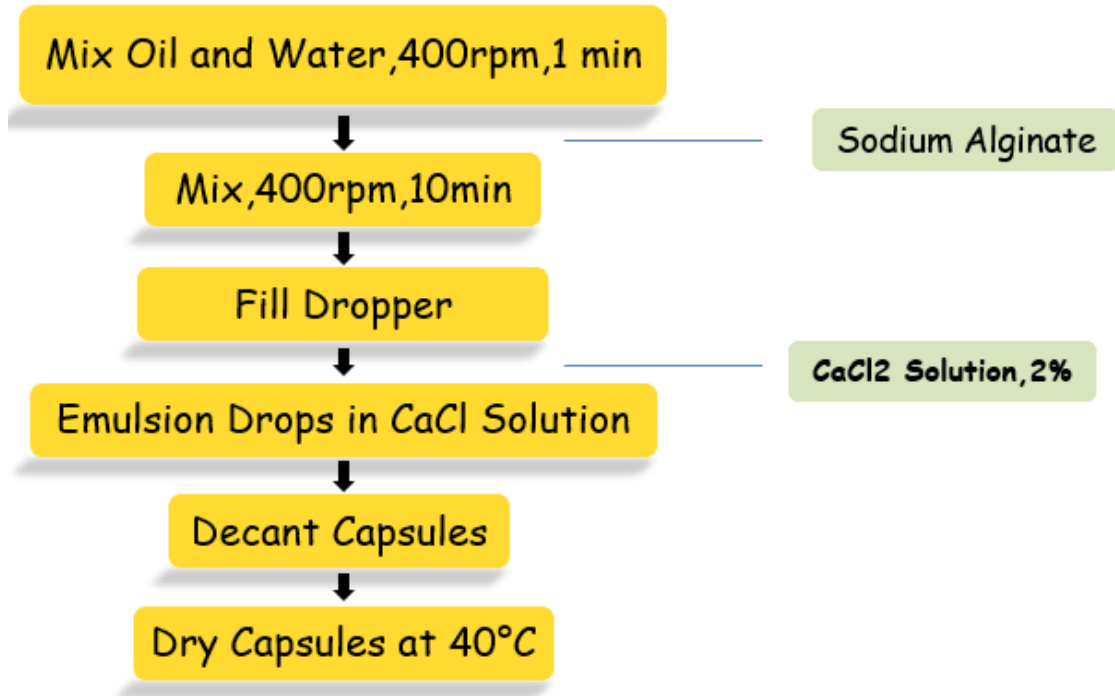 Mix Oil and Water,400rpm,1 min
Sodium Alginate
Mix,400rpm,10min
Fill Dropper
CaCl2 Solution,2%
Emulsion Drops in CaCl Solution
Decant Capsules
Dry Capsules at 40°C